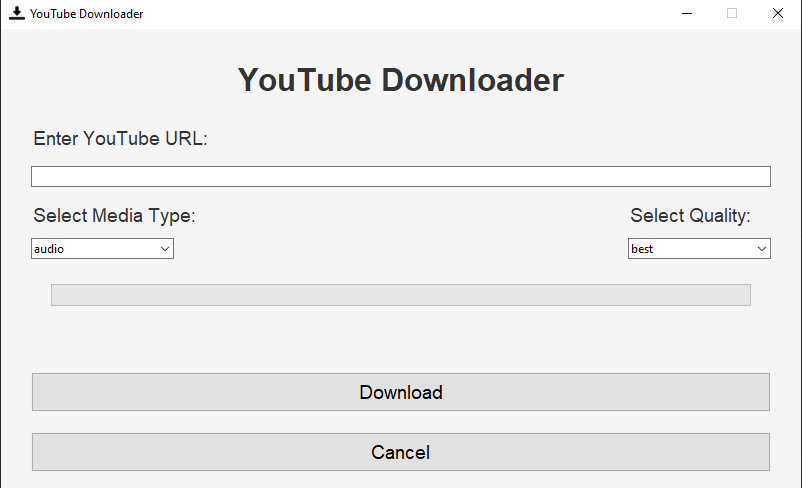 YouTube Downloader
YouTube Downloader
Enter YouTube URL:
Select Media Type: Select Quality:
audio best
Download
Cancel